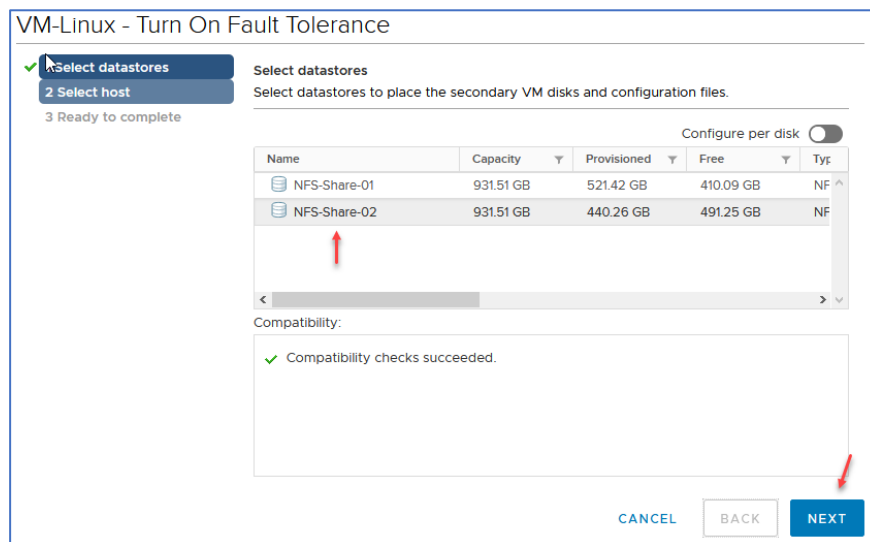 VM-Linux - Turn On Fault Tolerance
Select datastores
2 Select host
3 Ready to complete
Select datastores
Select datastores to place the secondary VM disks and configuration files.
Configure per disk
Name Capacity Provisioned Free
NFS-Share-01 931.51 GB 521.42 GB 410.09 GB NF
NFS-Share-02 931.51 GB 440.26 GB 491.25 GB NF
Compatibility:
Compatibility checks succeeded.
CANCEL BACK NEXT